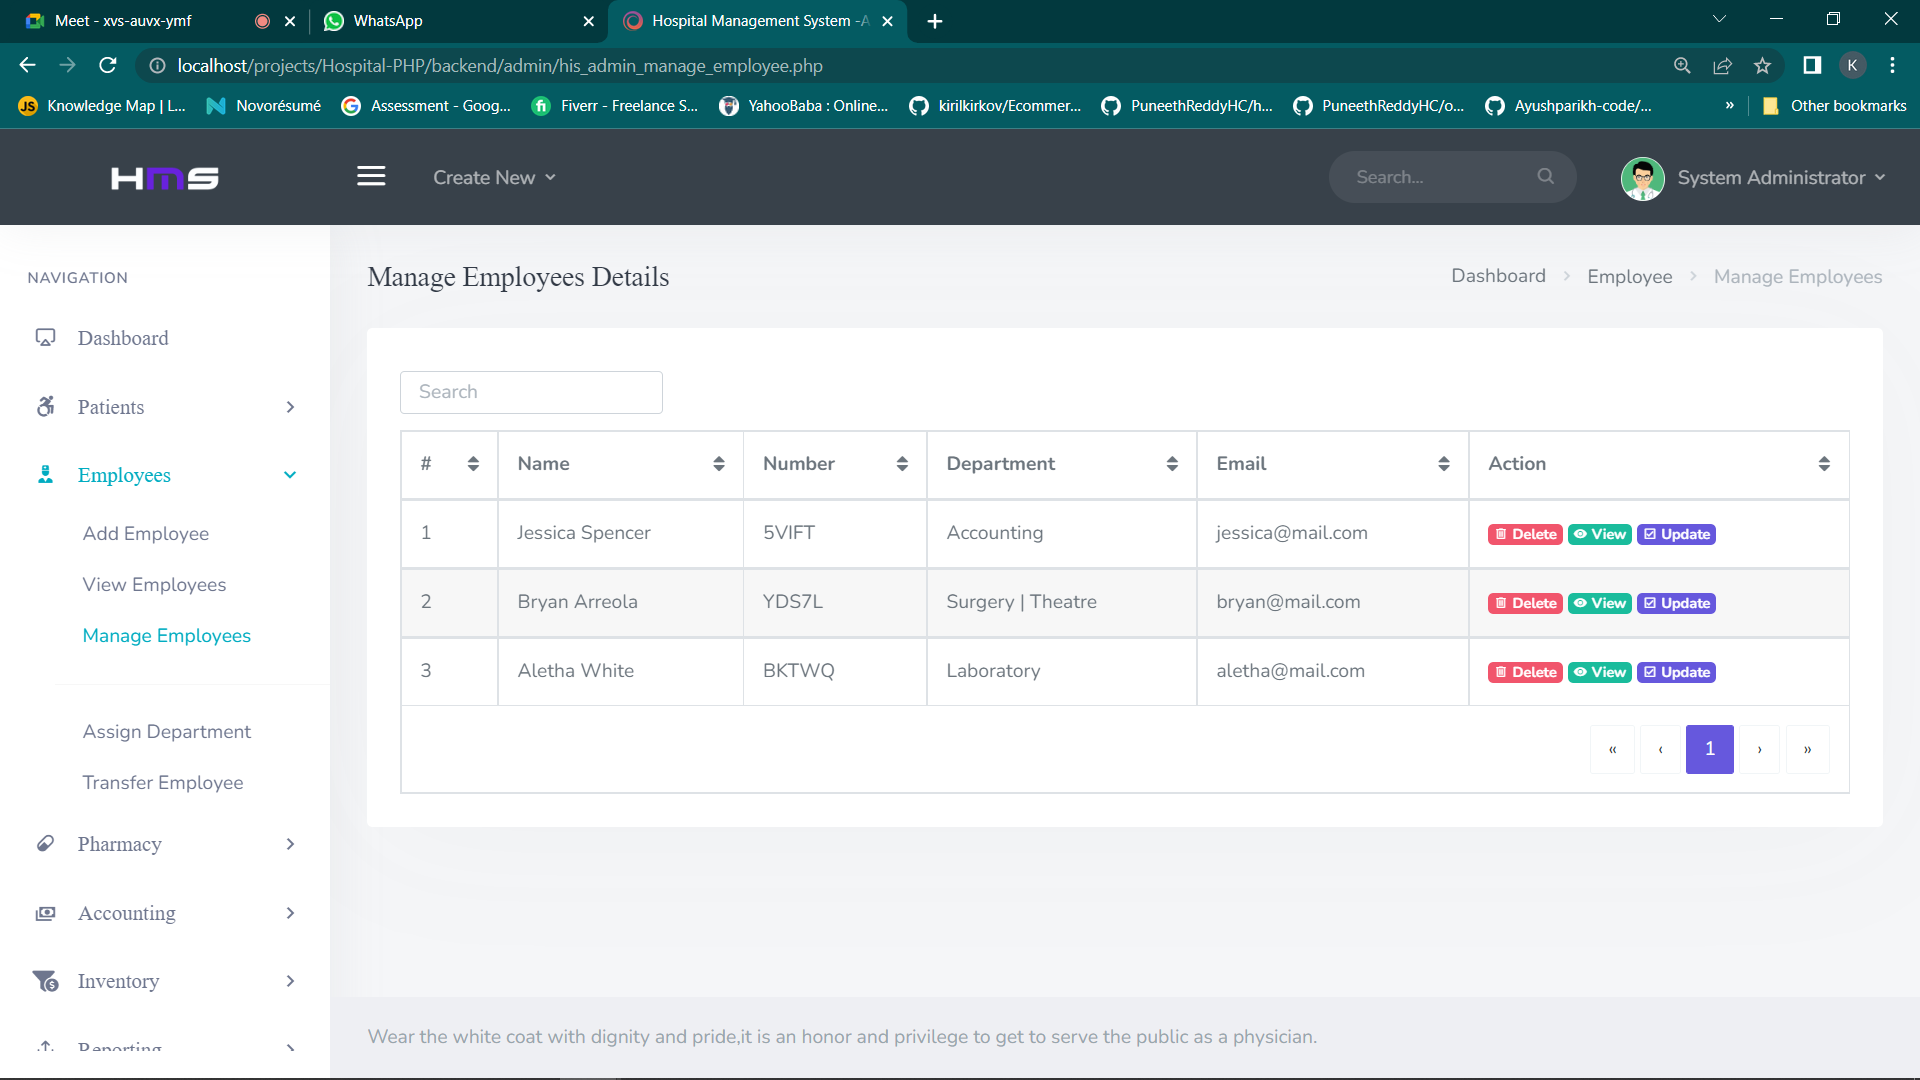 Meet - xvs-auvx-ymf
WhatsApp
Hospital Management System -A
localhost/projects/Hospital-PHP/backend/admin/his_admin_manage_employee.php
K
JS Knowledge Map | L...
Novorésumé
Assessment - Goog...
Fiverr - Freelance S...
YahooBaba : Online...
kirilkirkov/Ecommer...
PuneethReddyHC/h...
PuneethReddyHC/o...
Ayushparikh-code/...
»
Other bookmarks
HMS
Create New
Search...
System Administrator
NAVIGATION
Dashboard
Patients
Employees
Add Employee
View Employees
Manage Employees
Assign Department
Transfer Employee
Pharmacy
Accounting
Inventory
Reporting
Manage Employees Details
Dashboard > Employee > Manage Employees
Search
# Name Number Department Email Action
1 Jessica Spencer 5VIFT Accounting jessica@mail.com Delete View Update
2 Bryan Arreola YDS7L Surgery | Theatre bryan@mail.com Delete View Update
3 Aletha White BKTWQ Laboratory aletha@mail.com Delete View Update
« ‹ 1 › »
Wear the white coat with dignity and pride,it is an honor and privilege to get to serve the public as a physician.